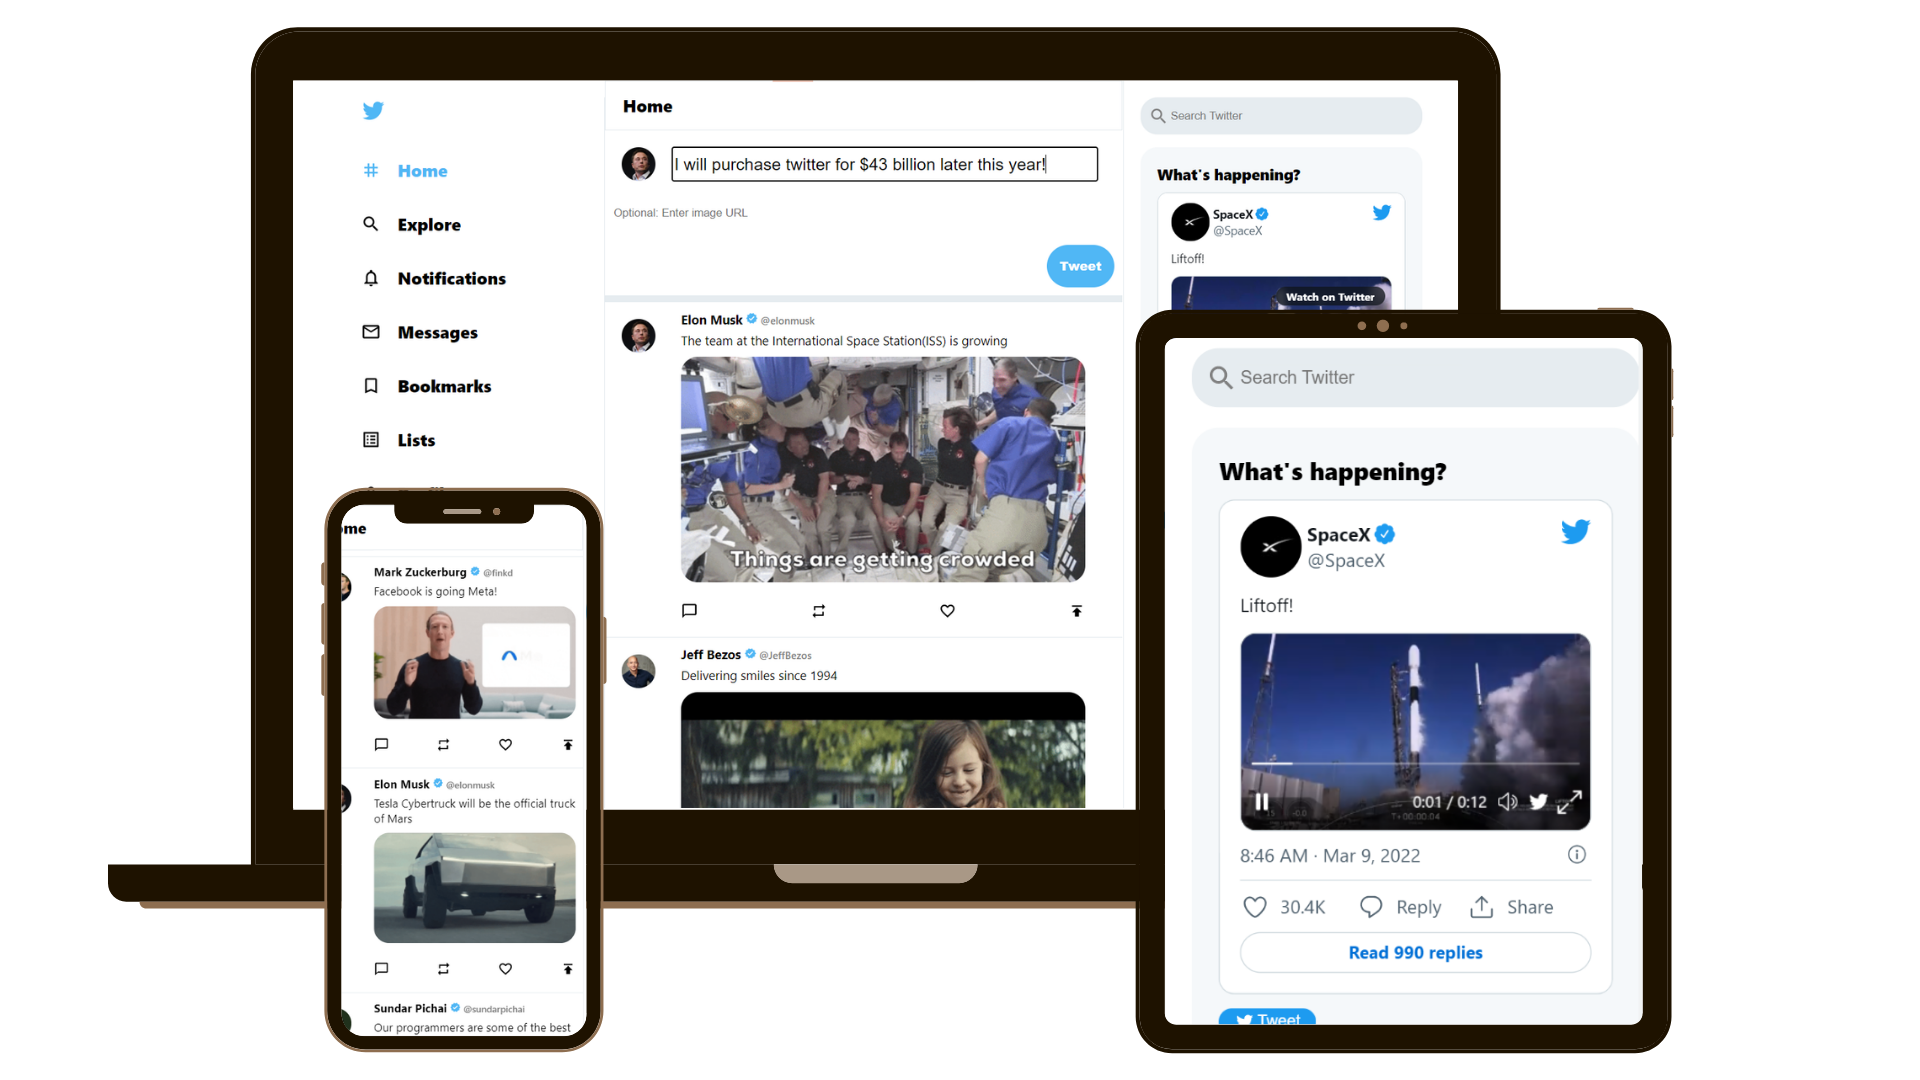 Home
Explore
Notifications
Messages
Bookmarks
Lists
Home
I will purchase twitter for $43 billion later this year!
Optional: Enter image URL
Tweet
Elon Musk @elonmusk
The team at the International Space Station(ISS) is growing
Things are getting crowded
Jeff Bezos @JeffBezos
Delivering smiles since 1994
Search Twitter
What's happening?
SpaceX
@SpaceX
Liftoff!
Watch on Twitter
ome
Mark Zuckerburg @finkd
Facebook is going Meta!
Elon Musk @elonmusk
Tesla Cybertruck will be the official truck
of Mars
Sundar Pichai @sundarpichai
Our programmers are some of the best
Search Twitter
What's happening?
SpaceX
@SpaceX
Liftoff!
0:01 / 0:12
T+00:00:04
8:46 AM · Mar 9, 2022
30.4K Reply Share
Read 990 replies
Tweet